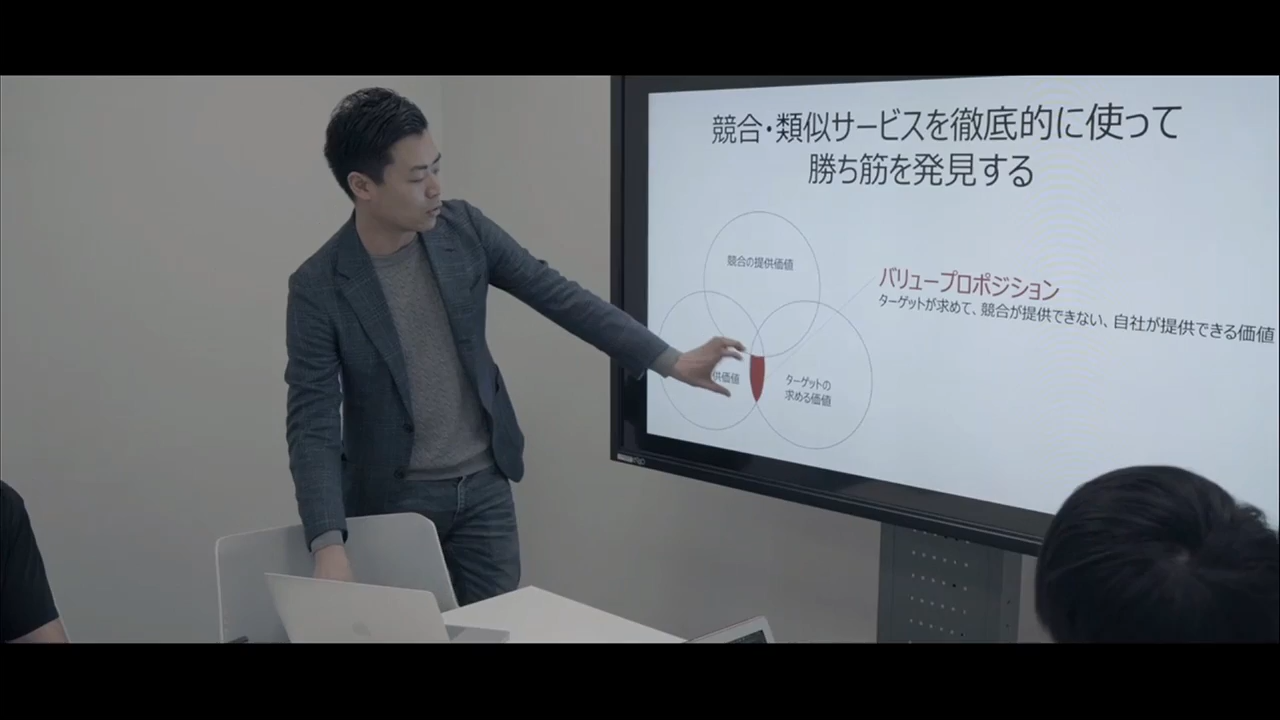 競合・類似サービスを徹底的に使って
勝ち筋を発見する
競合の提供価値
バリュープロポジション
ターゲットが求めて、競合が提供できない、自社が提供できる価値
供価値
ターゲットの
求める価値